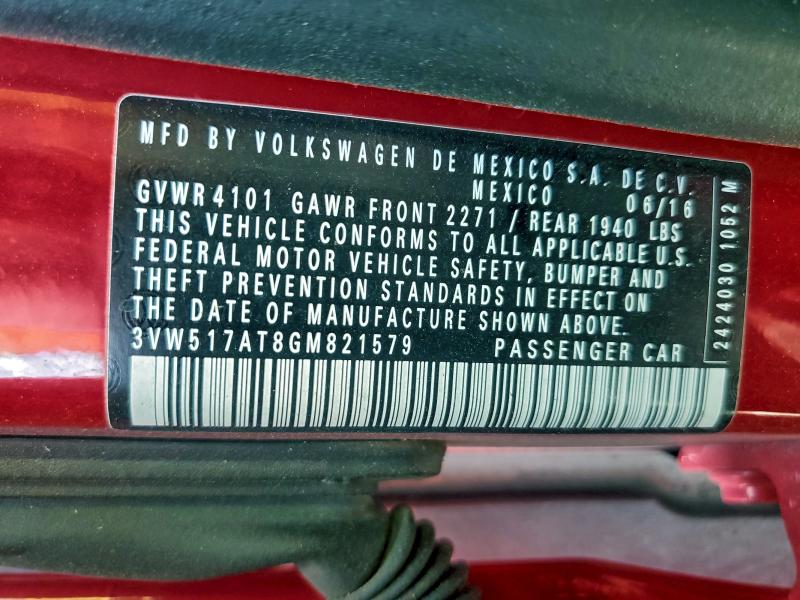 MFD BY VOLKSWAGEN DE MEXICO S.A. DE C.V.
MEXICO 06/16
GVWR 4101 GAWR FRONT 2271 / REAR 1940 LBS
THIS VEHICLE CONFORMS TO ALL APPLICABLE U.S.
FEDERAL MOTOR VEHICLE SAFETY, BUMPER AND
THEFT PREVENTION STANDARDS IN EFFECT ON
THE DATE OF MANUFACTURE SHOWN ABOVE.
3VW517AT8GM821579 PASSENGER CAR
2424030 1052 M